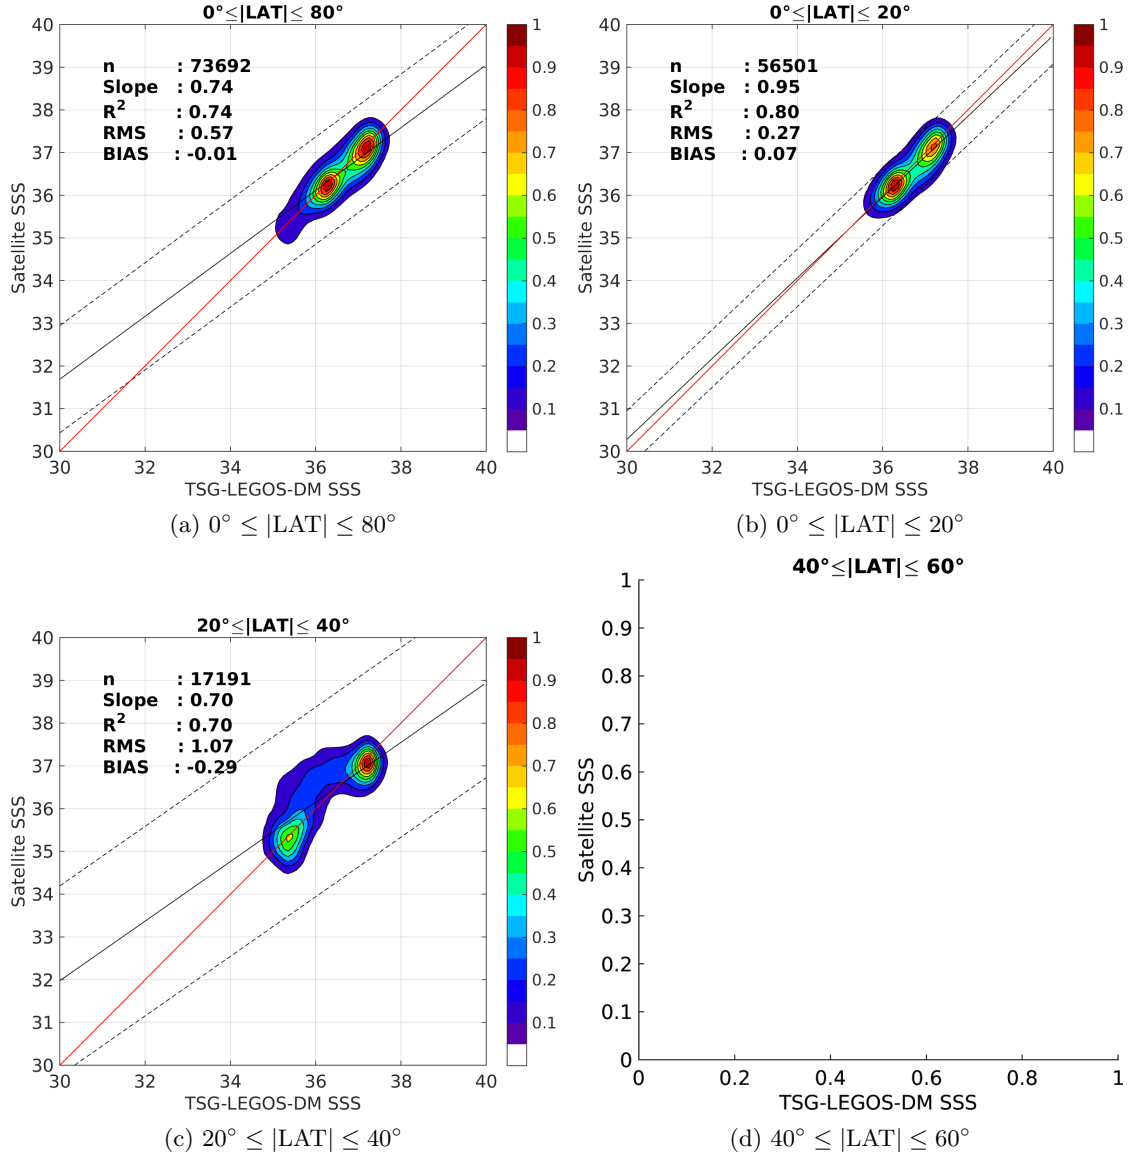 0°≤|LAT|≤ 80°
40
39
38
37
36
35
34
33
32
31
30
30 32 34 36 38 40
n : 73692
Slope : 0.74
R² : 0.74
RMS : 0.57
BIAS : -0.01
Satellite SSS
TSG-LEGOS-DM SSS
1
0.9
0.8
0.7
0.6
0.5
0.4
0.3
0.2
0.1
(a) 0° ≤ |LAT| ≤ 80°
0°≤|LAT|≤ 20°
40
39
38
37
36
35
34
33
32
31
30
30 32 34 36 38 40
n : 56501
Slope : 0.95
R² : 0.80
RMS : 0.27
BIAS : 0.07
Satellite SSS
TSG-LEGOS-DM SSS
1
0.9
0.8
0.7
0.6
0.5
0.4
0.3
0.2
0.1
(b) 0° ≤ |LAT| ≤ 20°
20°≤|LAT|≤ 40°
40
39
38
37
36
35
34
33
32
31
30
30 32 34 36 38 40
n : 17191
Slope : 0.70
R² : 0.70
RMS : 1.07
BIAS : -0.29
Satellite SSS
TSG-LEGOS-DM SSS
1
0.9
0.8
0.7
0.6
0.5
0.4
0.3
0.2
0.1
(c) 20° ≤ |LAT| ≤ 40°
40°≤|LAT|≤ 60°
1
0.9
0.8
0.7
0.6
0.5
0.4
0.3
0.2
0.1
0
0 0.2 0.4 0.6 0.8 1
Satellite SSS
TSG-LEGOS-DM SSS
(d) 40° ≤ |LAT| ≤ 60°